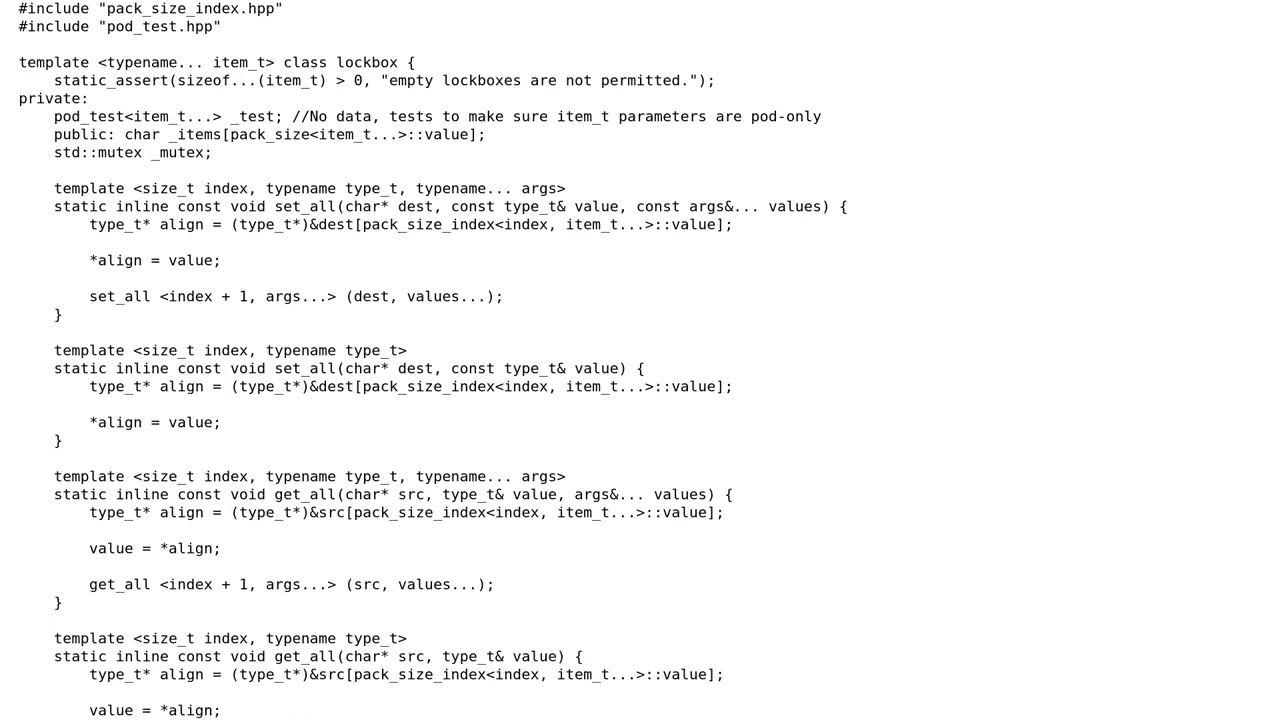 #include "pack_size_index.hpp"
#include "pod_test.hpp"

template <typename... item_t> class lockbox {
    static_assert(sizeof...(item_t) > 0, "empty lockboxes are not permitted.");
private:
    pod_test<item_t...> _test; //No data, tests to make sure item_t parameters are pod-only
    public: char _items[pack_size<item_t...>::value];
    std::mutex _mutex;

    template <size_t index, typename type_t, typename... args>
    static inline const void set_all(char* dest, const type_t& value, const args&... values) {
        type_t* align = (type_t*)&dest[pack_size_index<index, item_t...>::value];

        *align = value;

        set_all <index + 1, args...> (dest, values...);
    }

    template <size_t index, typename type_t>
    static inline const void set_all(char* dest, const type_t& value) {
        type_t* align = (type_t*)&dest[pack_size_index<index, item_t...>::value];

        *align = value;
    }

    template <size_t index, typename type_t, typename... args>
    static inline const void get_all(char* src, type_t& value, args&... values) {
        type_t* align = (type_t*)&src[pack_size_index<index, item_t...>::value];

        value = *align;

        get_all <index + 1, args...> (src, values...);
    }

    template <size_t index, typename type_t>
    static inline const void get_all(char* src, type_t& value) {
        type_t* align = (type_t*)&src[pack_size_index<index, item_t...>::value];

        value = *align;